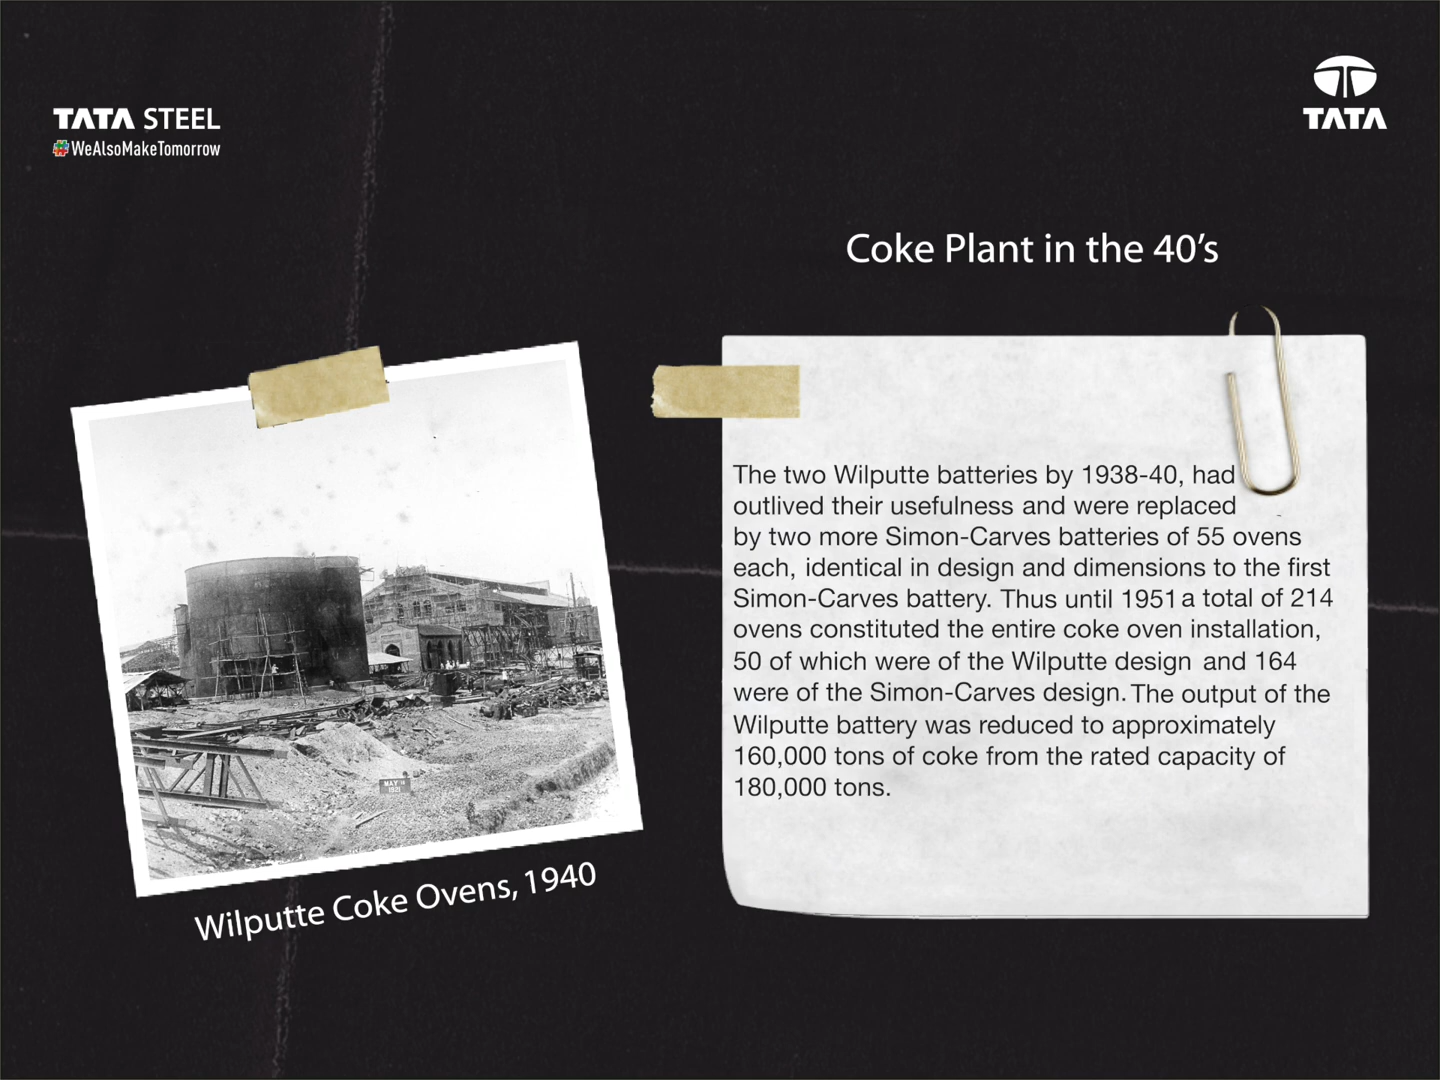 TATA STEEL
#WeAlsoMakeTomorrow
TATA
Coke Plant in the 40's
The two Wilputte batteries by 1938-40, had
outlived their usefulness and were replaced
by two more Simon-Carves batteries of 55 ovens
each, identical in design and dimensions to the first
Simon-Carves battery. Thus until 1951 a total of 214
ovens constituted the entire coke oven installation,
50 of which were of the Wilputte design and 164
were of the Simon-Carves design. The output of the
Wilputte battery was reduced to approximately
160,000 tons of coke from the rated capacity of
180,000 tons.
MAY
1921
Wilputte Coke Ovens, 1940